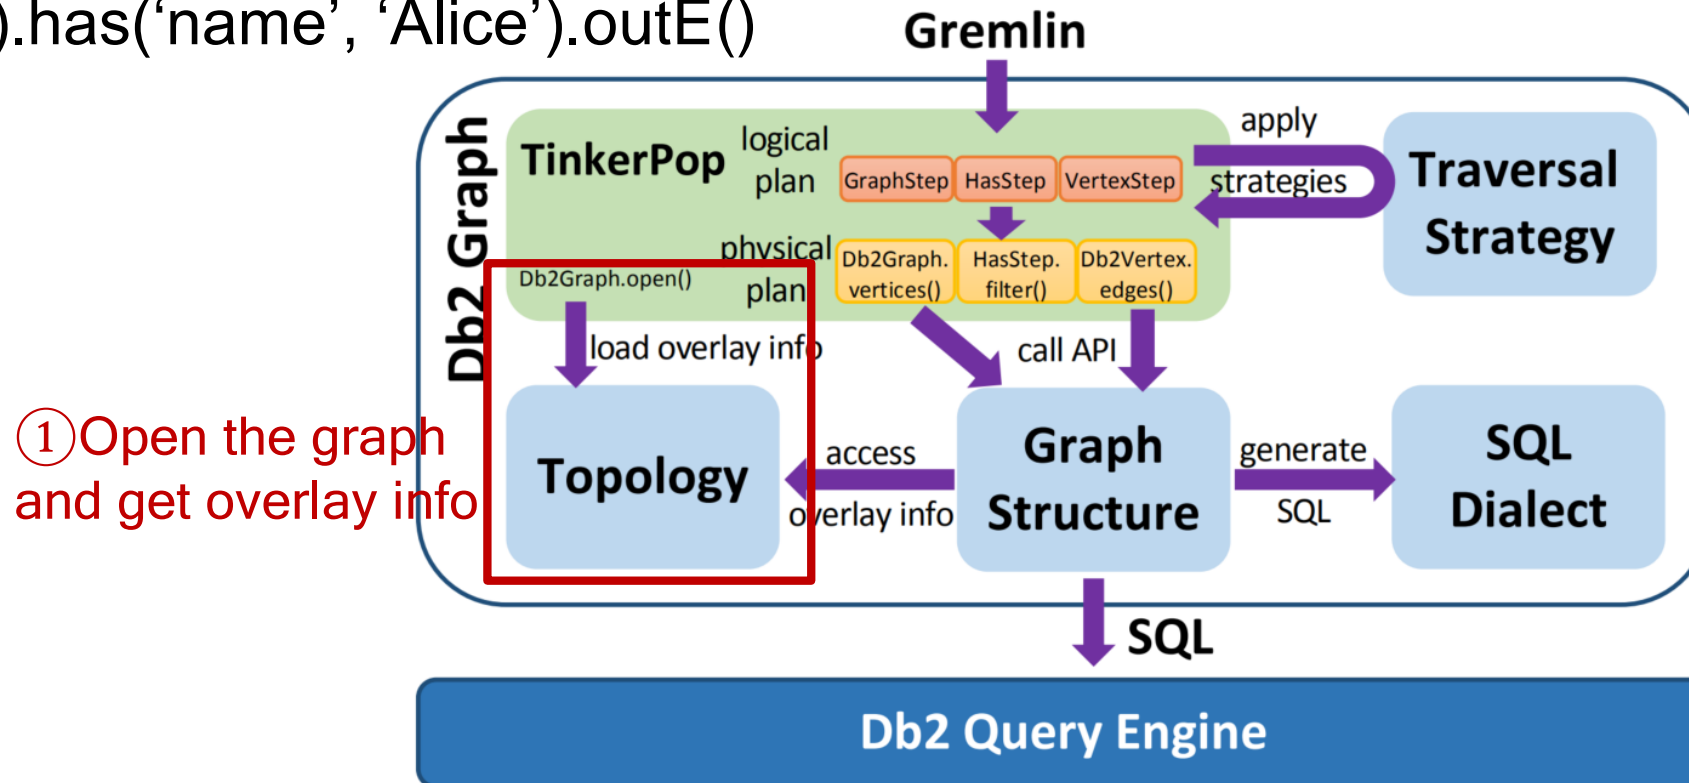 ).has(‘name’, ‘Alice’).outE()
Gremlin
Db2 Graph
TinkerPop
logical
plan
GraphStep
HasStep
VertexStep
apply
strategies
Traversal
Strategy
physical
plan
Db2Graph.
vertices()
HasStep.
filter()
Db2Vertex.
edges()
Db2Graph.open()
load overlay info
call API
①Open the graph
and get overlay info
Topology
access
overlay info
Graph
Structure
generate
SQL
SQL
Dialect
SQL
Db2 Query Engine